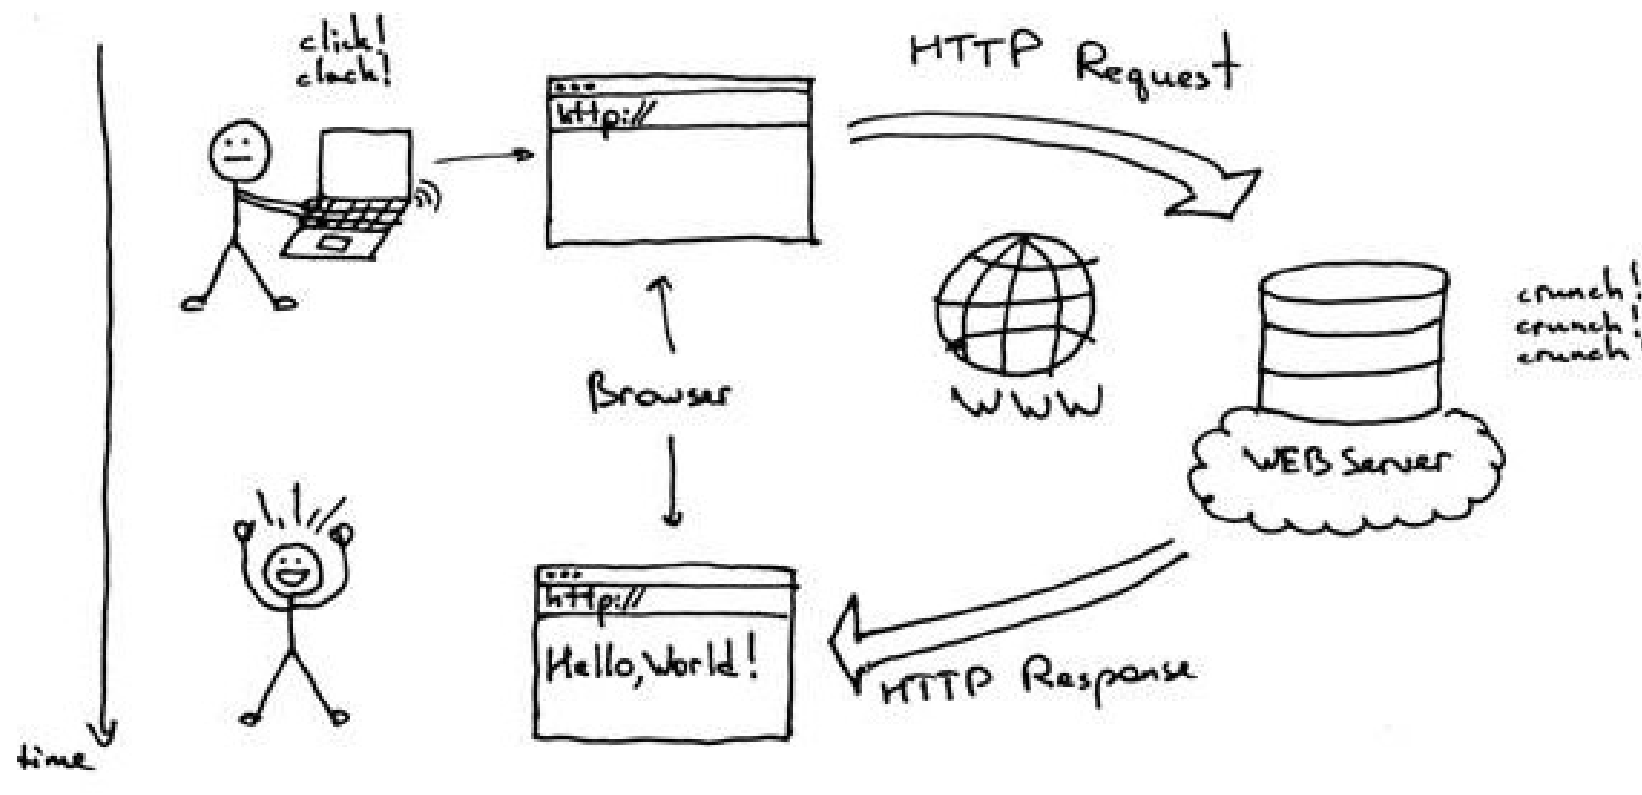 click!
clack!
HTTP Request
http://
crunch!
crunch!
crunch!
Browser
WWW
WEB Server
http://
Hello, World!
HTTP Response
time